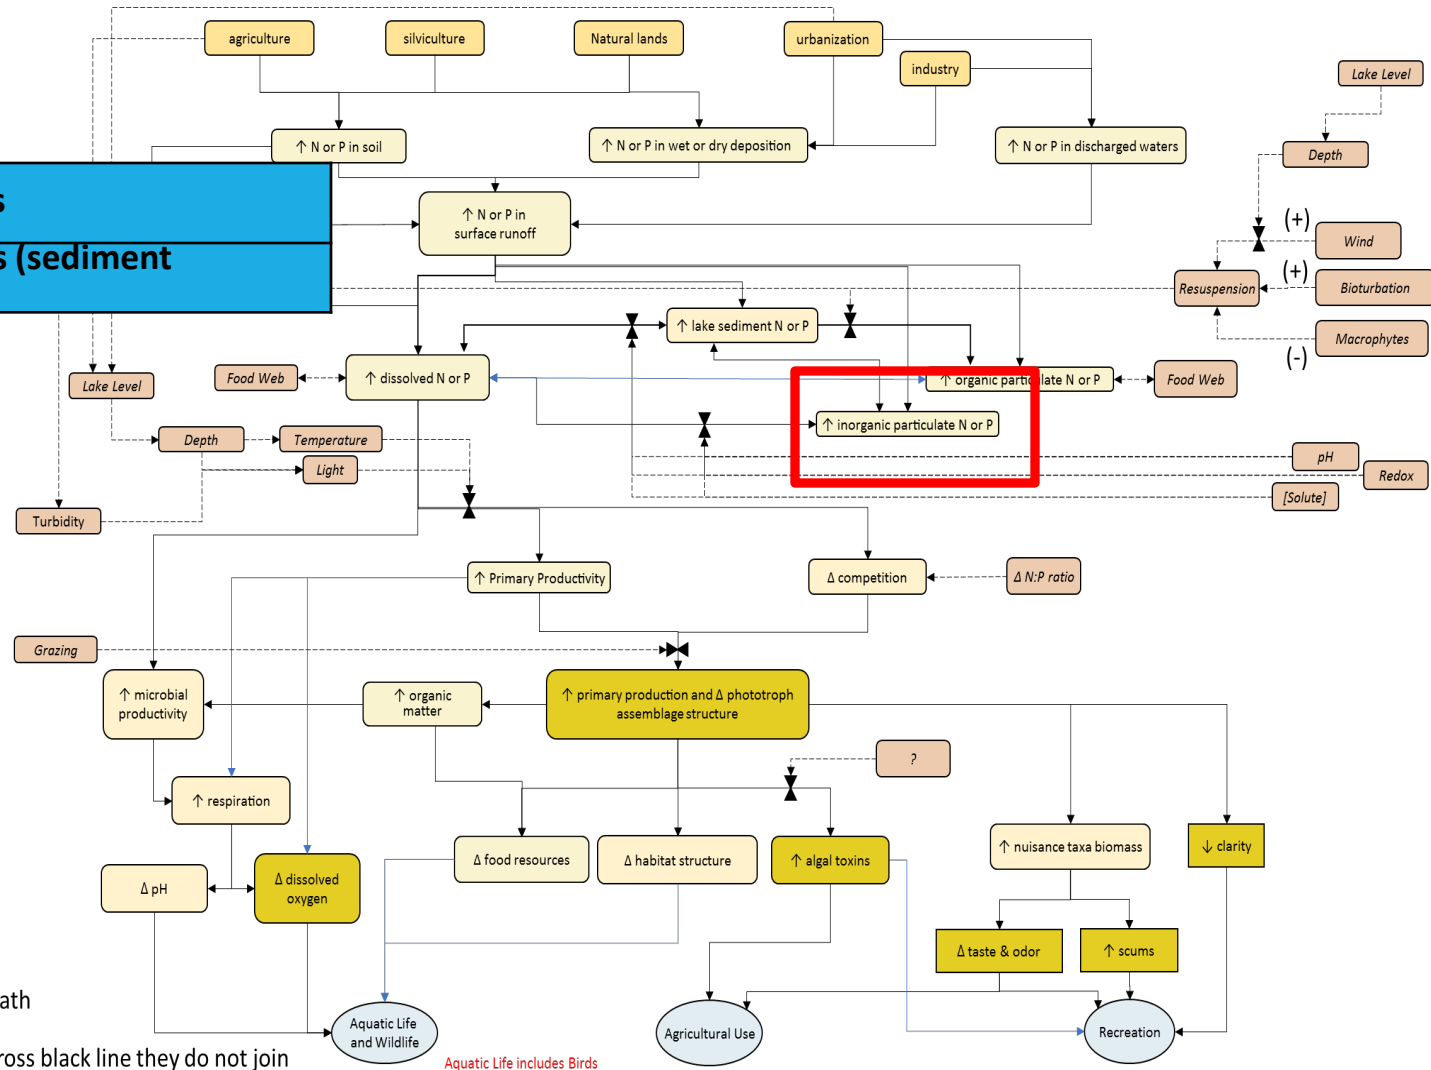 agriculture
silviculture
Natural lands
urbanization
industry
Lake Level
↑ N or P in soil
↑ N or P in wet or dry deposition
↑ N or P in discharged waters
Depth
s
s (sediment
↑ N or P in
surface runoff
(+)
Wind
(+)
Resuspension
Bioturbation
Macrophytes
(-)
↑ lake sediment N or P
Lake Level
Food Web
↑ dissolved N or P
↑ organic particulate N or P
Food Web
↑ inorganic particulate N or P
Depth
Temperature
Light
pH
Redox
[Solute]
Turbidity
↑ Primary Productivity
Δ competition
Δ N:P ratio
Grazing
↑ microbial
productivity
↑ organic
matter
↑ primary production and Δ phototroph
assemblage structure
?
↑ respiration
Δ food resources
Δ habitat structure
↑ algal toxins
↑ nuisance taxa biomass
↓ clarity
Δ pH
Δ dissolved
oxygen
Δ taste & odor
↑ scums
ath
Aquatic Life
and Wildlife
Agricultural Use
Recreation
ross black line they do not join
Aquatic Life includes Birds